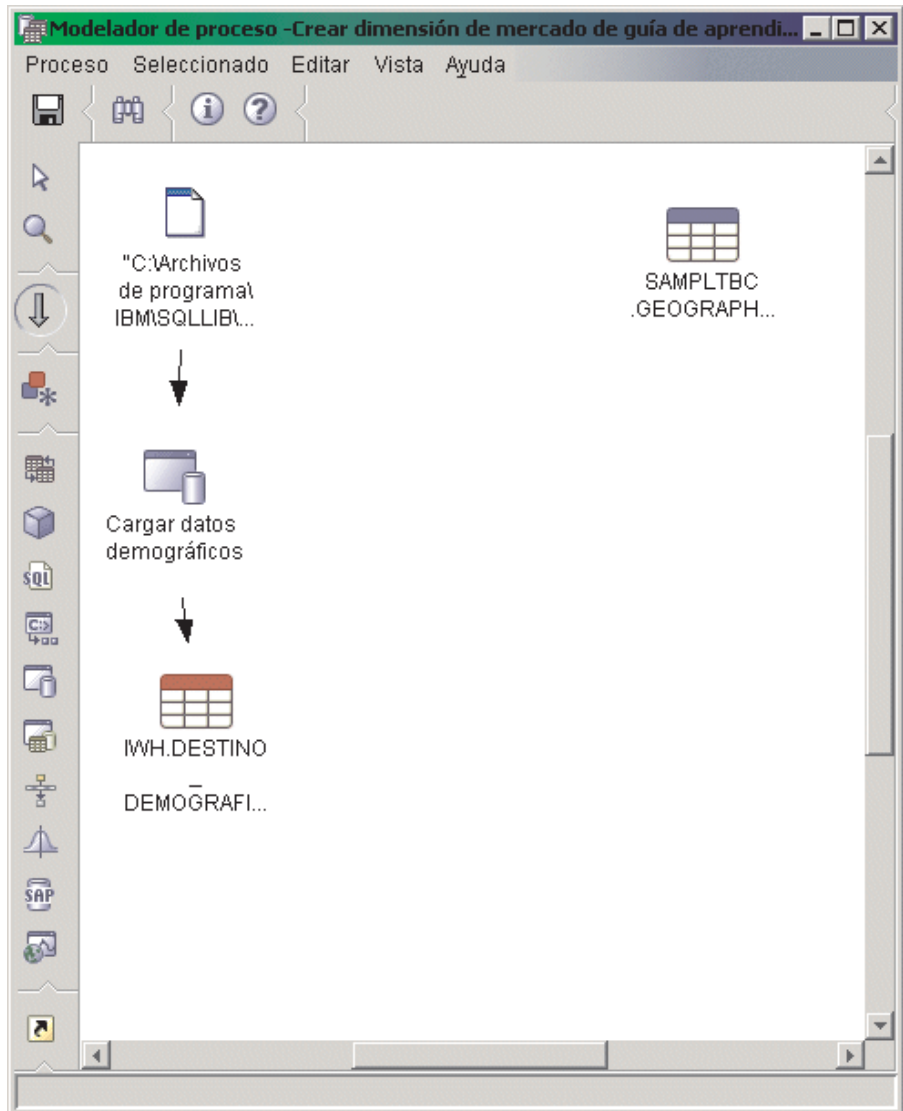 Modelador de proceso -Crear dimensión de mercado de guía de aprendi...
Proceso Seleccionado Editar Vista Ayuda
"C:\Archivos
de programa\
IBM\SQLLIB\...
SAMPLTBC
.GEOGRAPH...
Cargar datos
demográficos
SQL
C:>
IWH.DESTINO
_
DEMOGRAFI...
SAP